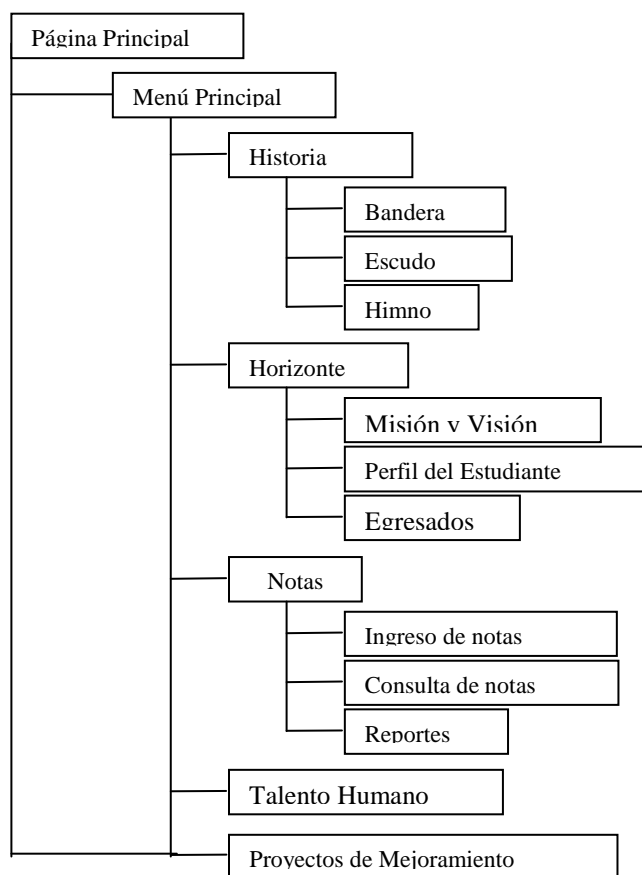 Página Principal
Menú Principal
Historia
Bandera
Escudo
Himno
Horizonte
Misión y Visión
Perfil del Estudiante
Egresados
Notas
Ingreso de notas
Consulta de notas
Reportes
Talento Humano
Proyectos de Mejoramiento